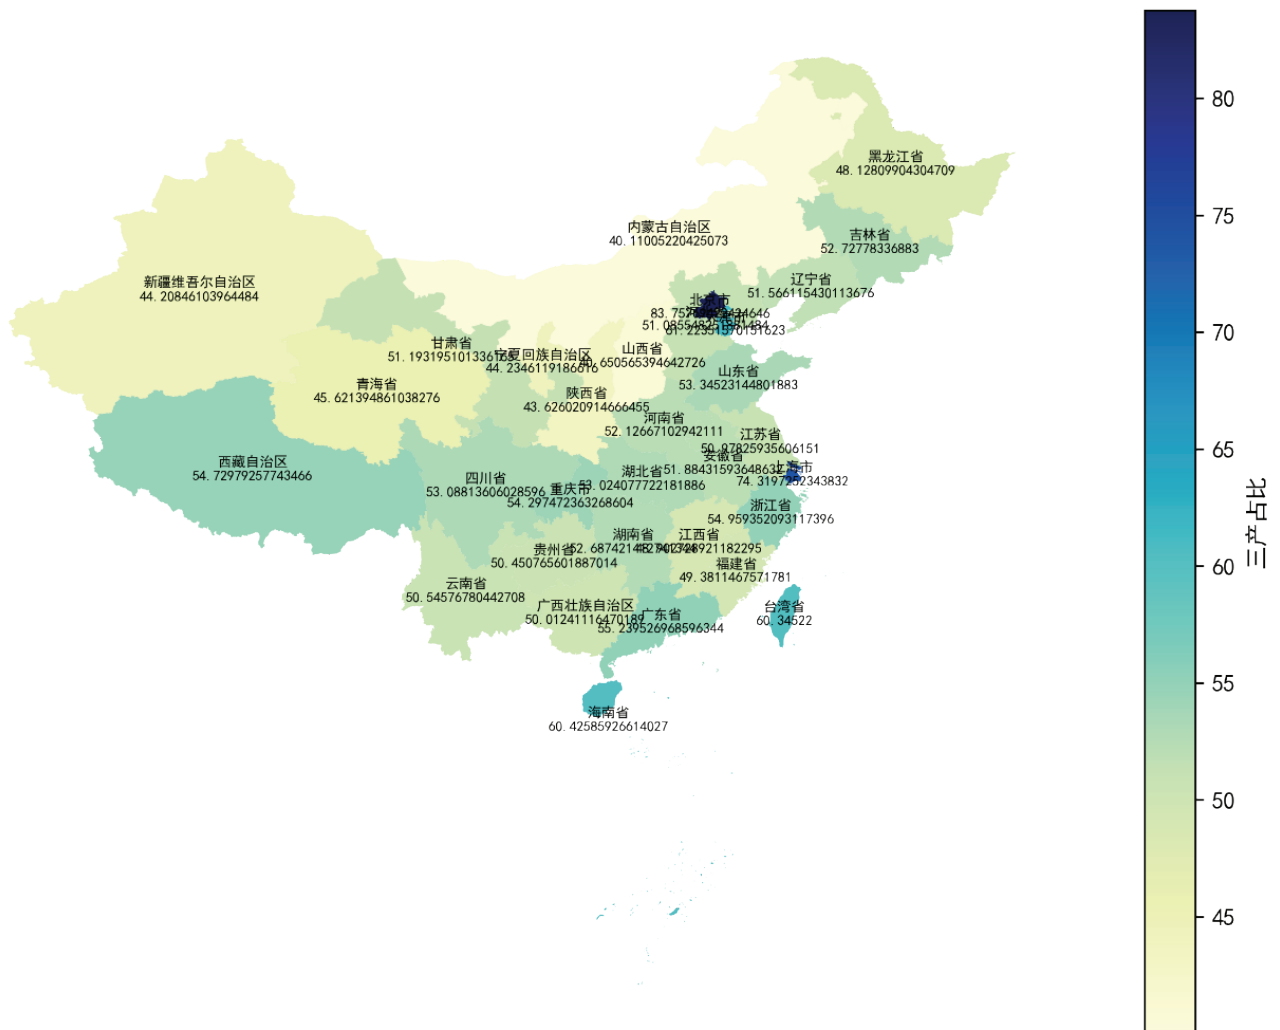 80
黑龙江省
48.12809904304709
75
内蒙古自治区
40.11005220425073
吉林省
52.72778336883
新疆维吾尔自治区
44.20846103964484
辽宁省
51.566115430113676
北京市
70
甘肃省
51.193195101336165
宁夏回族自治区
44.2346119186616
山西省
40.650565394642726
山东省
53.34523144801883
青海省
45.621394861038276
陕西省
43.626020914666455
65
河南省
52.12667102942111
江苏省
50.97825935606151
安徽省
上海市
74.3197252343832
西藏自治区
54.72979257743466
四川省
53.08813606028596
重庆市
54.297472363268604
湖北省
53.024077722181886
浙江省
54.959352093117396
三产占比
湖南省
江西省
贵州省
50.450765601887014
福建省
49.3811467571781
60
云南省
50.54576780442708
广西壮族自治区
广东省
55.239526968596344
台湾省
60.34522
55
海南省
60.42585926614027
50
45